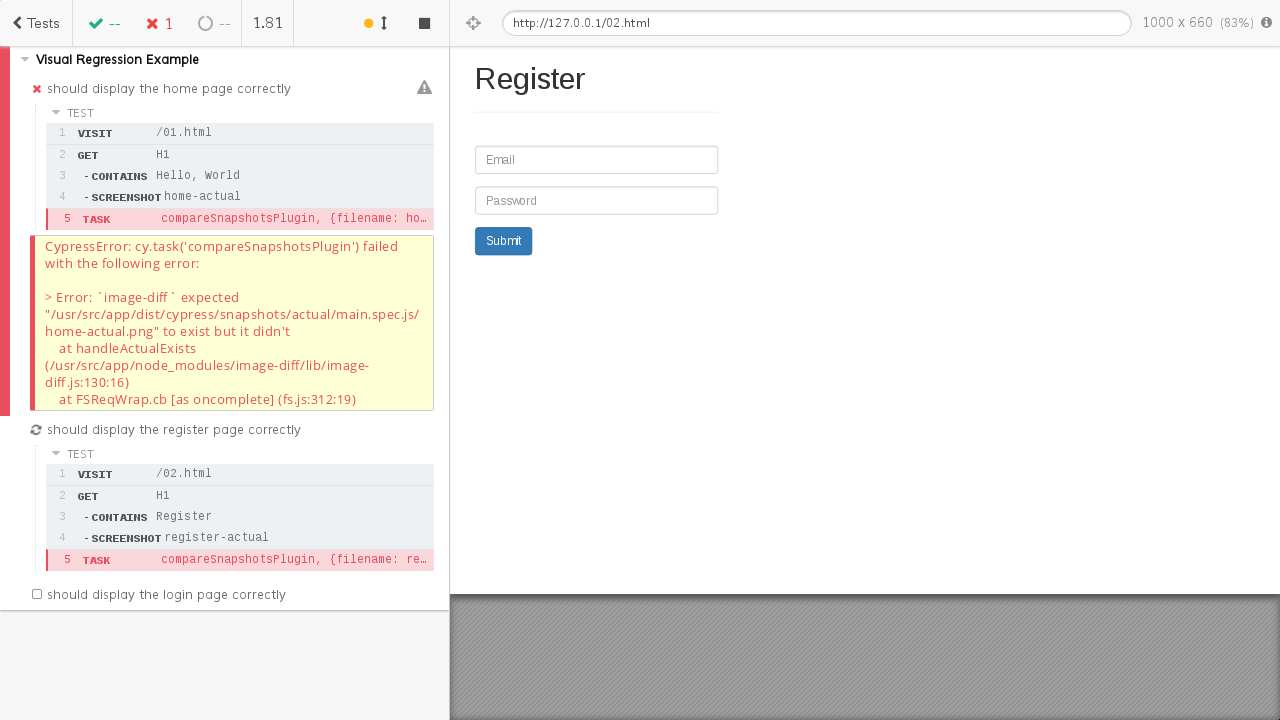 Tests
--
1
--
1.81
http://127.0.0.1/02.html
1000 x 660 (83%)
Visual Regression Example
should display the home page correctly
TEST
1 VISIT /01.html
2 GET H1
3 -CONTAINS Hello, World
4 -SCREENSHOT home-actual
5 TASK compareSnapshotsPlugin, {filename: ho…
CypressError: cy.task('compareSnapshotsPlugin') failed
with the following error:
> Error: `image-diff` expected
"/usr/src/app/dist/cypress/snapshots/actual/main.spec.js/
home-actual.png" to exist but it didn't
at handleActualExists
(/usr/src/app/node_modules/image-diff/lib/image-
diff.js:130:16)
at FSReqWrap.cb [as oncomplete] (fs.js:312:19)
should display the register page correctly
TEST
1 VISIT /02.html
2 GET H1
3 -CONTAINS Register
4 -SCREENSHOT register-actual
5 TASK compareSnapshotsPlugin, {filename: re…
should display the login page correctly
Register
Email
Password
Submit